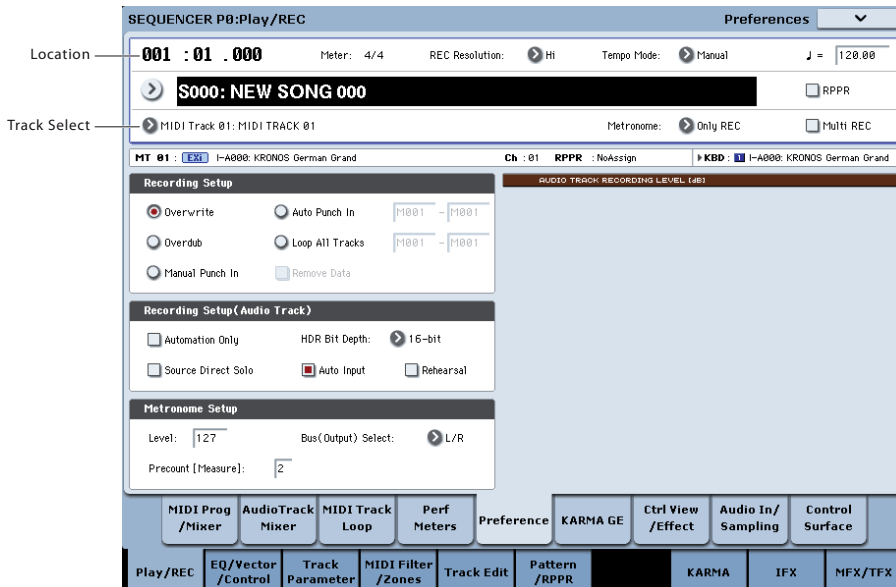 SEQUENCER P0:Play/REC Preferences
Location 001 :01 .000 Meter: 4/4 REC Resolution: Hi Tempo Mode: Manual ♩ = 120.00
S000: NEW SONG 000 RPPR
Track Select MIDI Track 01: MIDI TRACK 01 Metronome: Only REC Multi REC
MT 01 : EXi I-A000: KRONOS German Grand Ch :01 RPPR :NoAssign KBD: I-A000: KRONOS German Grand
Recording Setup
AUDIO TRACK RECORDING LEVEL [dB]
Overwrite Auto Punch In M001 - M001
Overdub Loop All Tracks M001 - M001
Manual Punch In Remove Data
Recording Setup(Audio Track)
Automation Only HDR Bit Depth: 16-bit
Source Direct Solo Auto Input Rehearsal
Metronome Setup
Level: 127 Bus(Output) Select: L/R
Precount [Measure]: 2
MIDI Prog /Mixer
AudioTrack Mixer
MIDI Track Loop
Perf Meters
Preference
KARMA GE
Ctrl View /Effect
Audio In/ Sampling
Control Surface
Play/REC
EQ/Vector /Control
Track Parameter
MIDI Filter /Zones
Track Edit
Pattern /RPPR
KARMA
IFX
MFX/TFX